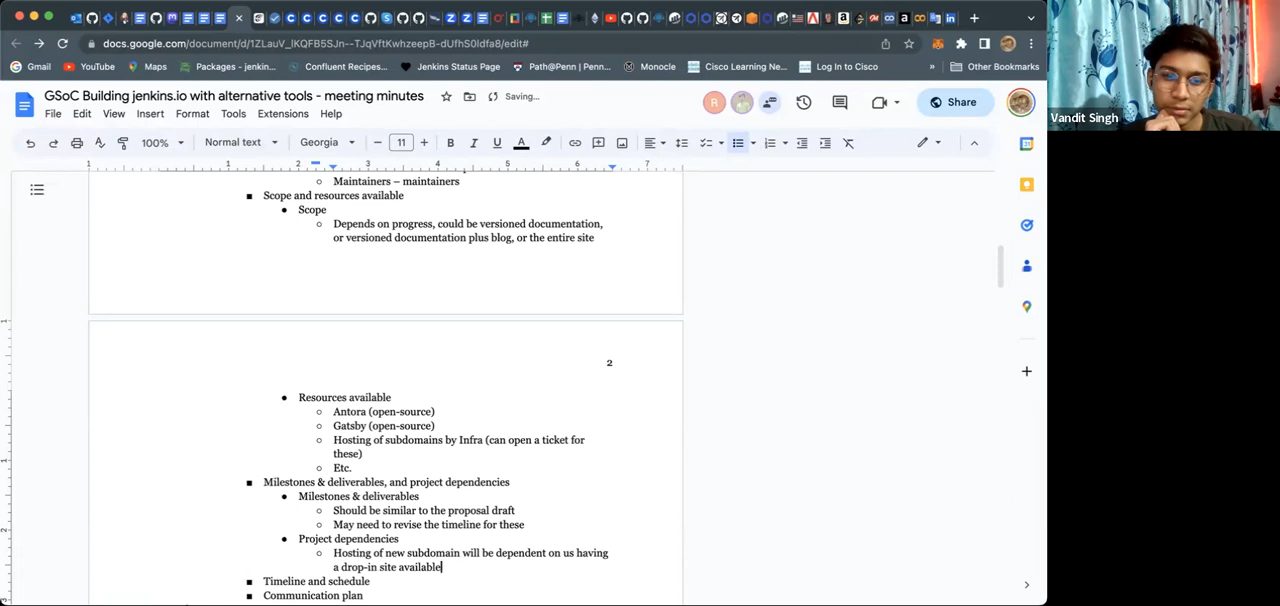 docs.google.com/document/d/1ZLauV_lKQFB5SJn--TJqVftKwhzeepB-dUfhS0ldfa8/edit#
Gmail YouTube Maps Packages - jenkin... Confluent Recipes... Jenkins Status Page Path@Penn | Penn... Monocle Cisco Learning Ne... Log In to Cisco » Other Bookmarks
GSoC Building jenkins.io with alternative tools - meeting minutes Saving...
File Edit View Insert Format Tools Extensions Help
Share
100% Normal text Georgia 11
Maintainers – maintainers
Scope and resources available
Scope
Depends on progress, could be versioned documentation,
or versioned documentation plus blog, or the entire site
2
Resources available
Antora (open-source)
Gatsby (open-source)
Hosting of subdomains by Infra (can open a ticket for
these)
Etc.
Milestones & deliverables, and project dependencies
Milestones & deliverables
Should be similar to the proposal draft
May need to revise the timeline for these
Project dependencies
Hosting of new subdomain will be dependent on us having
a drop-in site available
Timeline and schedule
Communication plan
Vandit Singh